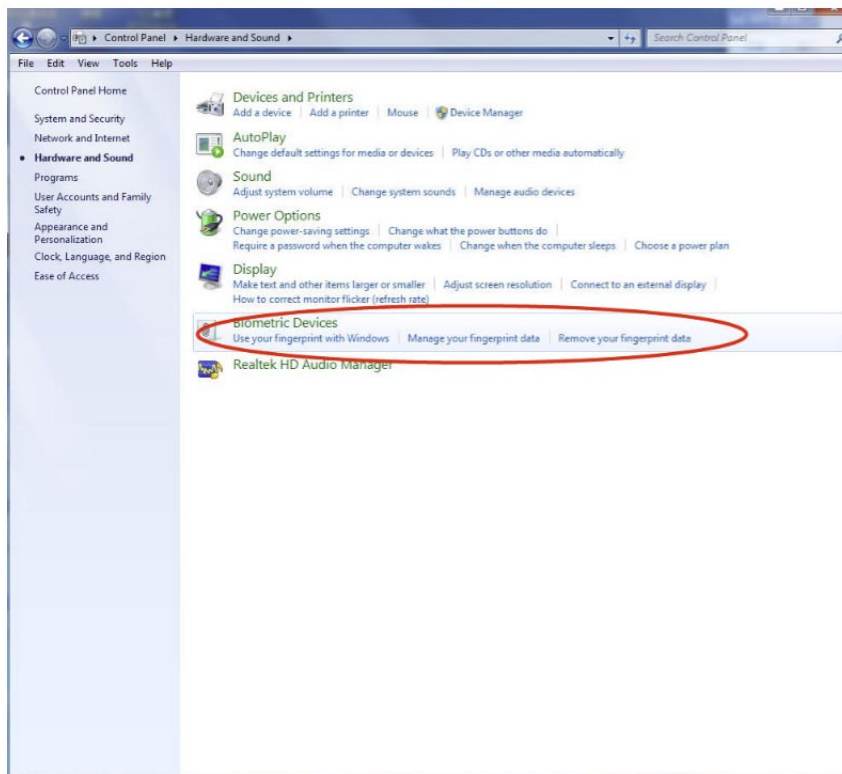 Control Panel ▸ Hardware and Sound ▸
Search Control Panel
File Edit View Tools Help
Control Panel Home
System and Security
Network and Internet
Hardware and Sound
Programs
User Accounts and Family
Safety
Appearance and
Personalization
Clock, Language, and Region
Ease of Access
Devices and Printers
Add a device | Add a printer | Mouse | Device Manager
AutoPlay
Change default settings for media or devices | Play CDs or other media automatically
Sound
Adjust system volume | Change system sounds | Manage audio devices
Power Options
Change power-saving settings | Change what the power buttons do |
Require a password when the computer wakes | Change when the computer sleeps | Choose a power plan
Display
Make text and other items larger or smaller | Adjust screen resolution | Connect to an external display |
How to correct monitor flicker (refresh rate)
Biometric Devices
Use your fingerprint with Windows | Manage your fingerprint data | Remove your fingerprint data
Realtek HD Audio Manager